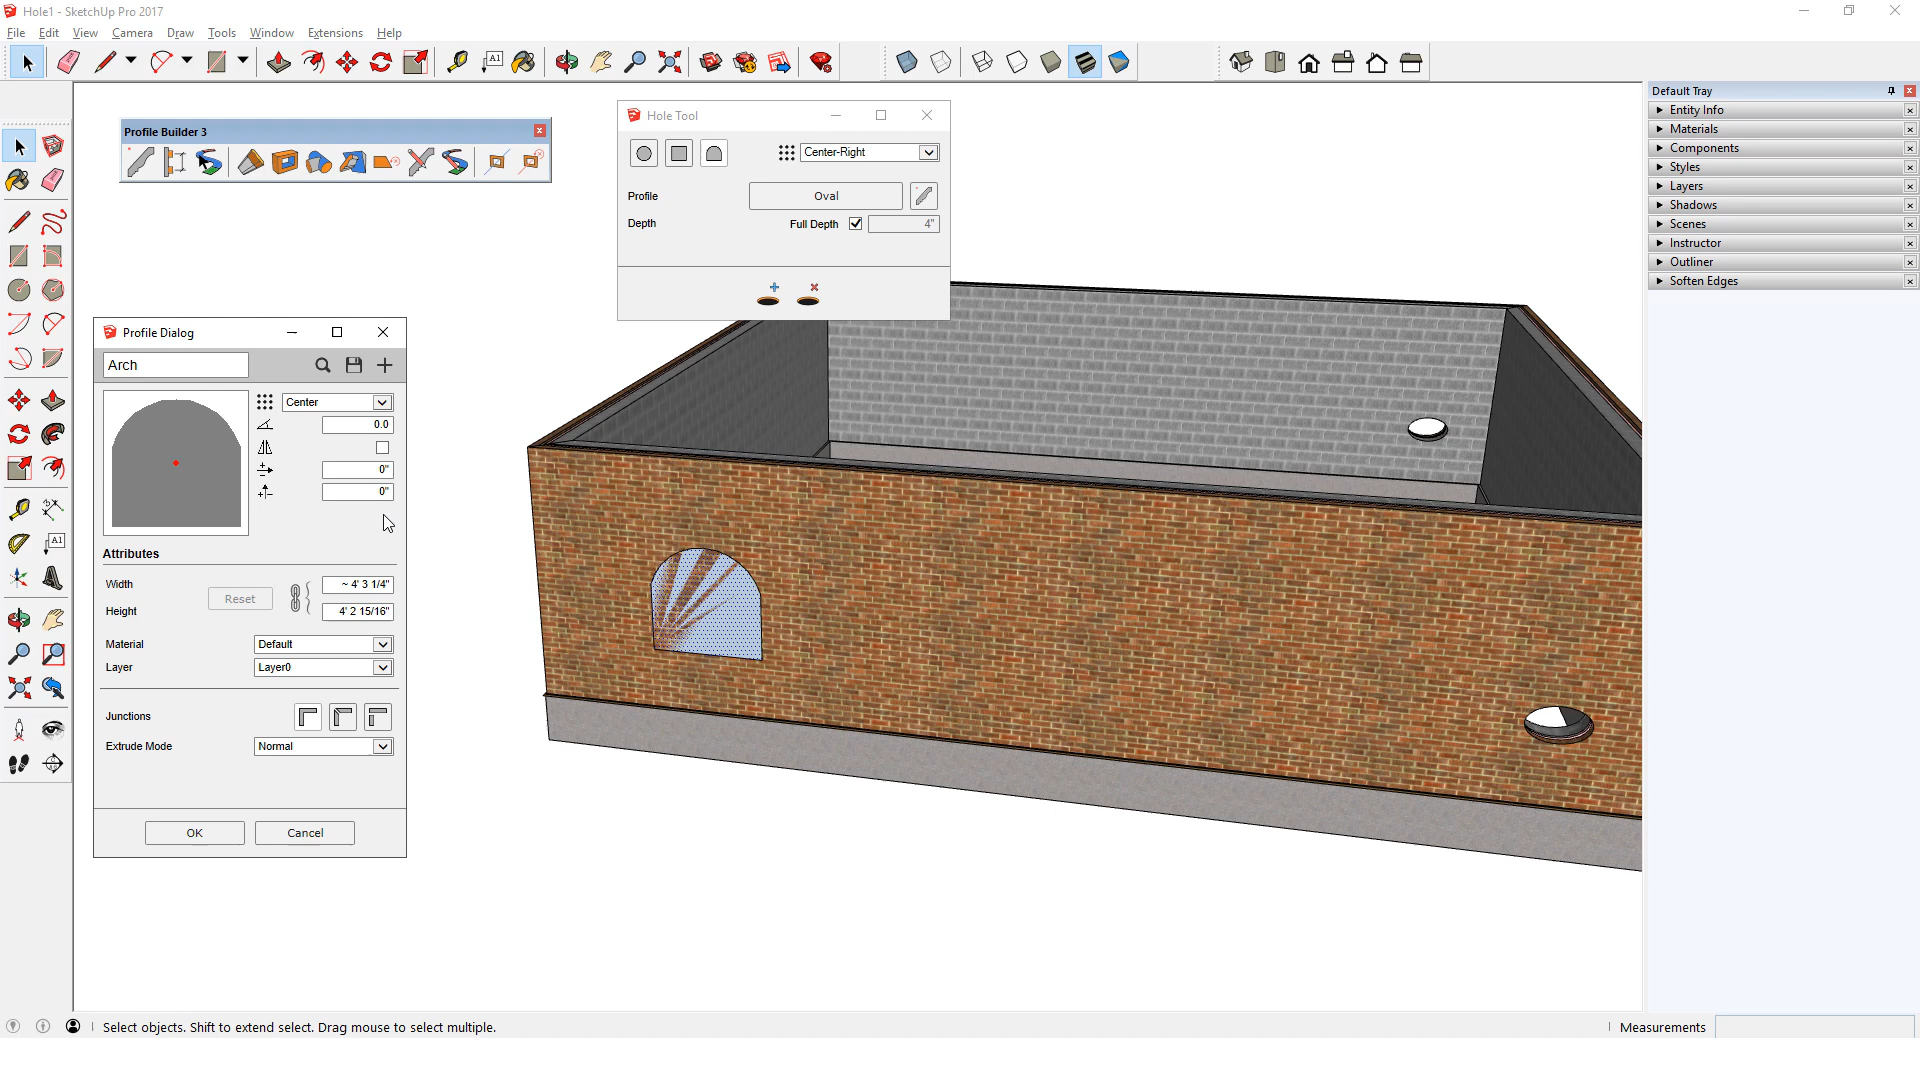 Hole1 - SketchUp Pro 2017
File Edit View Camera Draw Tools Window Extensions Help
A1
Default Tray
Entity Info
Materials
Components
Styles
Layers
Shadows
Scenes
Instructor
Outliner
Soften Edges
Profile Builder 3
Hole Tool
Center-Right
Profile Oval
Depth Full Depth 4"
Profile Dialog
Arch
Center
0.0
0"
0"
Attributes
Width ~ 4' 3 1/4"
Reset
Height 4' 2 15/16"
Material Default
Layer Layer0
Junctions
Extrude Mode Normal
OK Cancel
A1
Select objects. Shift to extend select. Drag mouse to select multiple.
Measurements